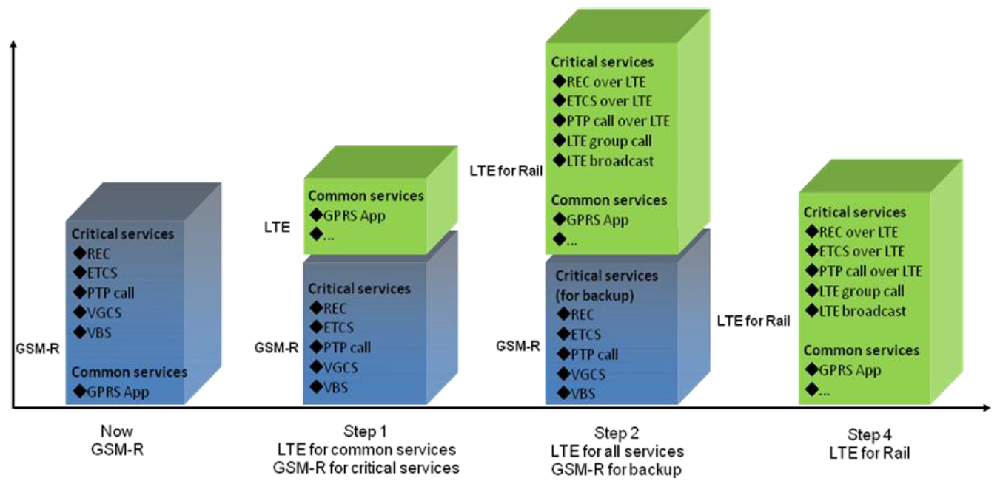 GSM-R
Critical services
◆REC
◆ETCS
◆PTP call
◆VGCS
◆VBS
Common services
◆GPRS App
Now
GSM-R
LTE
Common services
◆GPRS App
◆...
GSM-R
Critical services
◆REC
◆ETCS
◆PTP call
◆VGCS
◆VBS
Step 1
LTE for common services
GSM-R for critical services
LTE for Rail
Critical services
◆REC over LTE
◆ETCS over LTE
◆PTP call over LTE
◆LTE group call
◆LTE broadcast
Common services
◆GPRS App
◆...
GSM-R
Critical services
(for backup)
◆REC
◆ETCS
◆PTP call
◆VGCS
◆VBS
Step 2
LTE for all services
GSM-R for backup
LTE for Rail
Critical services
◆REC over LTE
◆ETCS over LTE
◆PTP call over LTE
◆LTE group call
◆LTE broadcast
Common services
◆GPRS App
◆...
Step 4
LTE for Rail